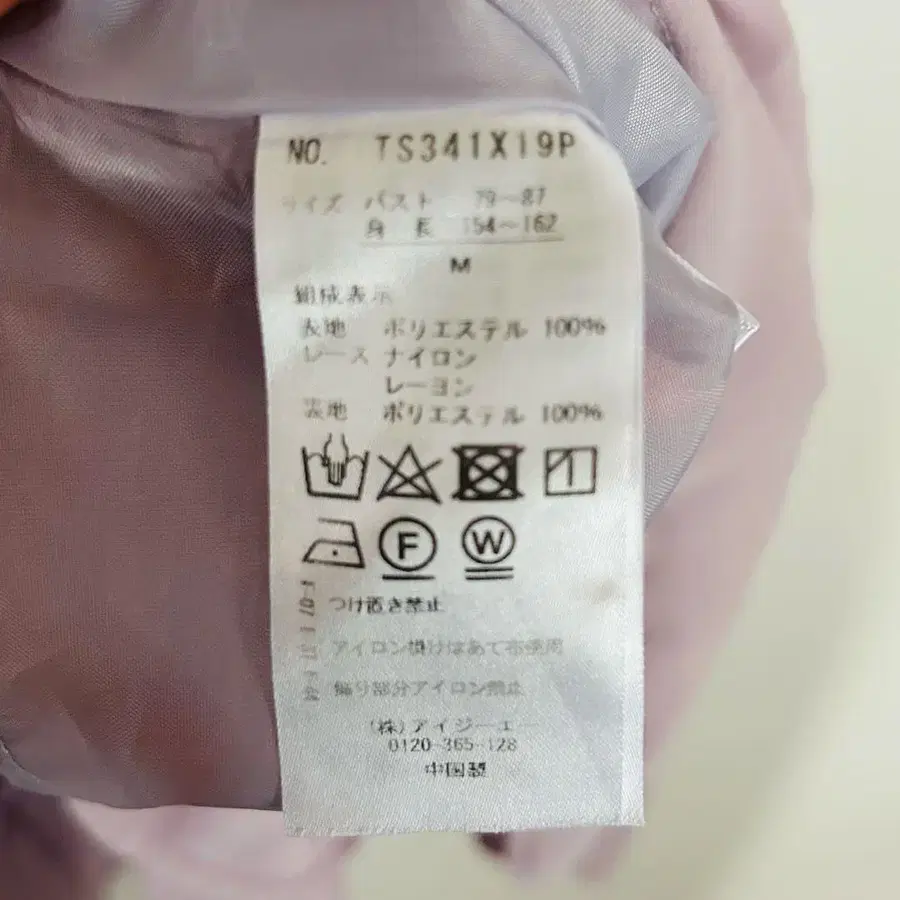 NO. TS341X19P
サイズ バスト 79～87
身 長 154～162
M
組成表示
表地 ポリエステル 100%
レース ナイロン
レーヨン
表地 ポリエステル 100%
F W
つけ置き禁止
アイロン掛けはあて布使用
飾り部分アイロン禁止
(株)アイジーエー
0120-365-128
中国製